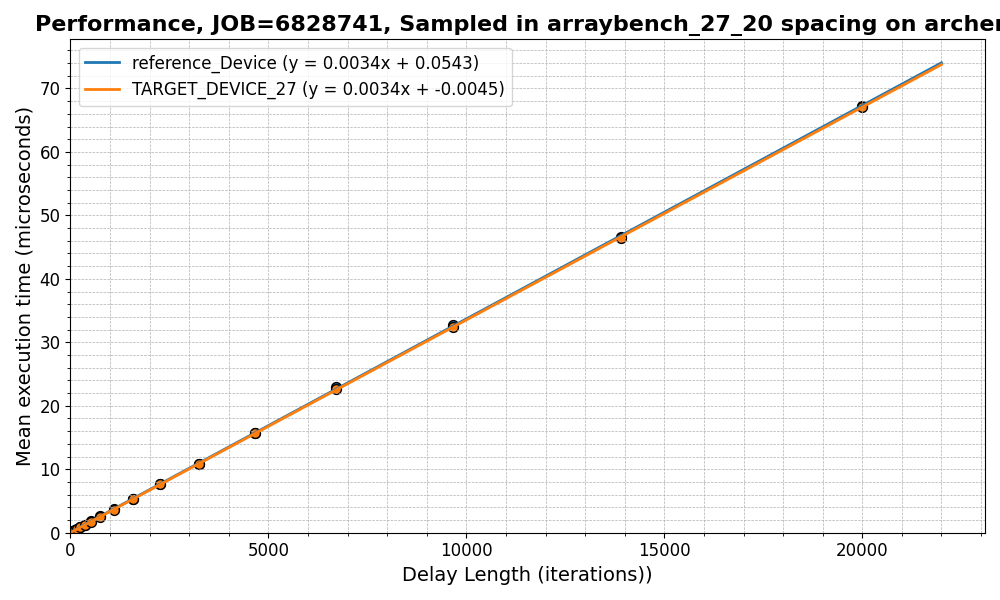 Performance, JOB=6828741, Sampled in arraybench_27_20 spacing on archer
reference_Device (y = 0.0034x + 0.0543)
TARGET_DEVICE_27 (y = 0.0034x + -0.0045)
Mean execution time (microseconds)
70
60
50
40
30
20
10
0
0 5000 10000 15000 20000
Delay Length (iterations))